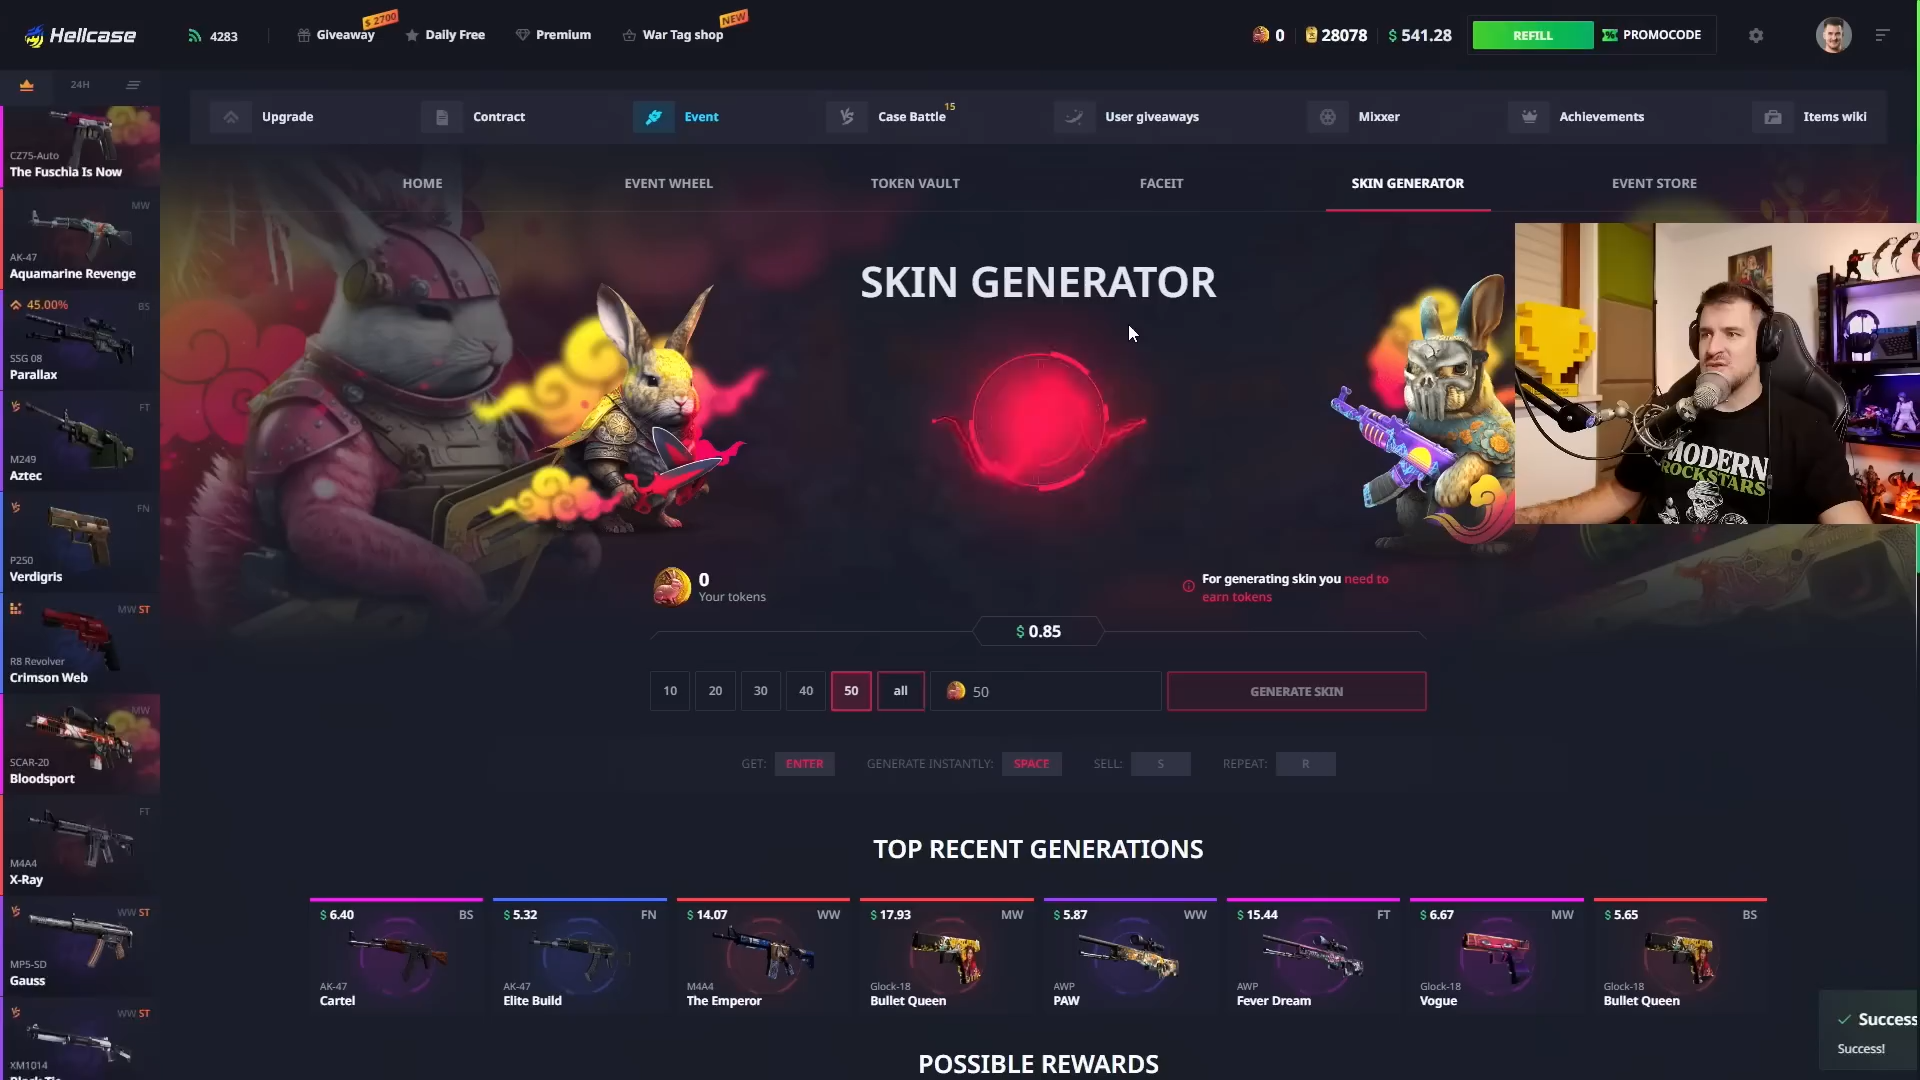 Hellcase
4283
Giveaway
$ 2700
Daily Free
Premium
War Tag shop
NEW
0
28078
$ 541.28
REFILL
PROMOCODE
24H
Upgrade
Contract
Event
Case Battle
15
User giveaways
Mixxer
Achievements
Items wiki
HOME
EVENT WHEEL
TOKEN VAULT
FACEIT
SKIN GENERATOR
EVENT STORE
CZ75-Auto
The Fuschia Is Now
MW
AK-47
Aquamarine Revenge
45.00%
BS
SSG 08
Parallax
FT
M249
Aztec
FN
P250
Verdigris
MW ST
R8 Revolver
Crimson Web
MW
SCAR-20
Bloodsport
FT
M4A4
X-Ray
WW ST
MP5-SD
Gauss
WW ST
XM1014
SKIN GENERATOR
MODERN
ROCKSTARS
0
Your tokens
For generating skin you need to
earn tokens
$ 0.85
10
20
30
40
50
all
50
GENERATE SKIN
GET:
ENTER
GENERATE INSTANTLY:
SPACE
SELL:
S
REPEAT:
R
TOP RECENT GENERATIONS
$ 6.40
BS
AK-47
Cartel
$ 5.32
FN
AK-47
Elite Build
$ 14.07
WW
M4A4
The Emperor
$ 17.93
MW
Glock-18
Bullet Queen
$ 5.87
WW
AWP
PAW
$ 15.44
FT
AWP
Fever Dream
$ 6.67
MW
Glock-18
Vogue
$ 5.65
BS
Glock-18
Bullet Queen
Success
Success!
POSSIBLE REWARDS